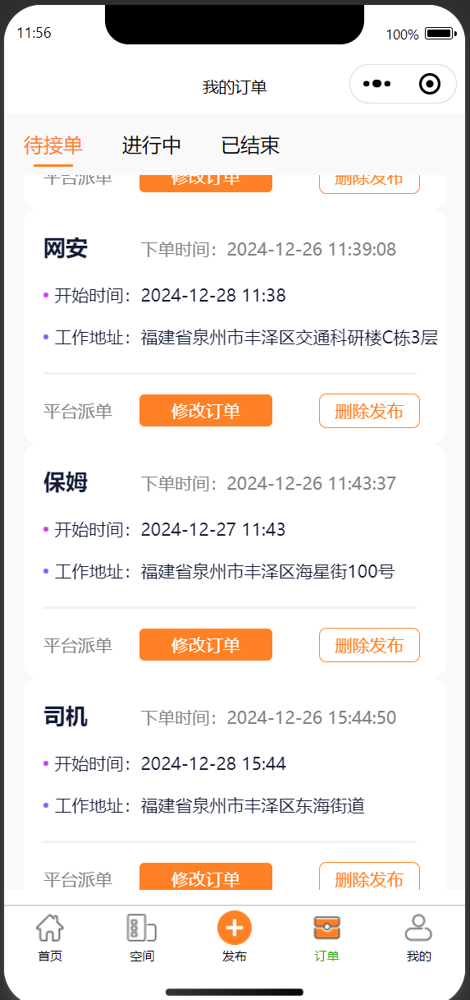 11:56 100%
我的订单
待接单 进行中 已结束
平台派单 修改订单 删除发布
网安 下单时间：2024-12-26 11:39:08
开始时间：2024-12-28 11:38
工作地址：福建省泉州市丰泽区交通科研楼C栋3层
平台派单 修改订单 删除发布
保姆 下单时间：2024-12-26 11:43:37
开始时间：2024-12-27 11:43
工作地址：福建省泉州市丰泽区海星街100号
平台派单 修改订单 删除发布
司机 下单时间：2024-12-26 15:44:50
开始时间：2024-12-28 15:44
工作地址：福建省泉州市丰泽区东海街道
平台派单 修改订单 删除发布
首页 空间 发布 订单 我的